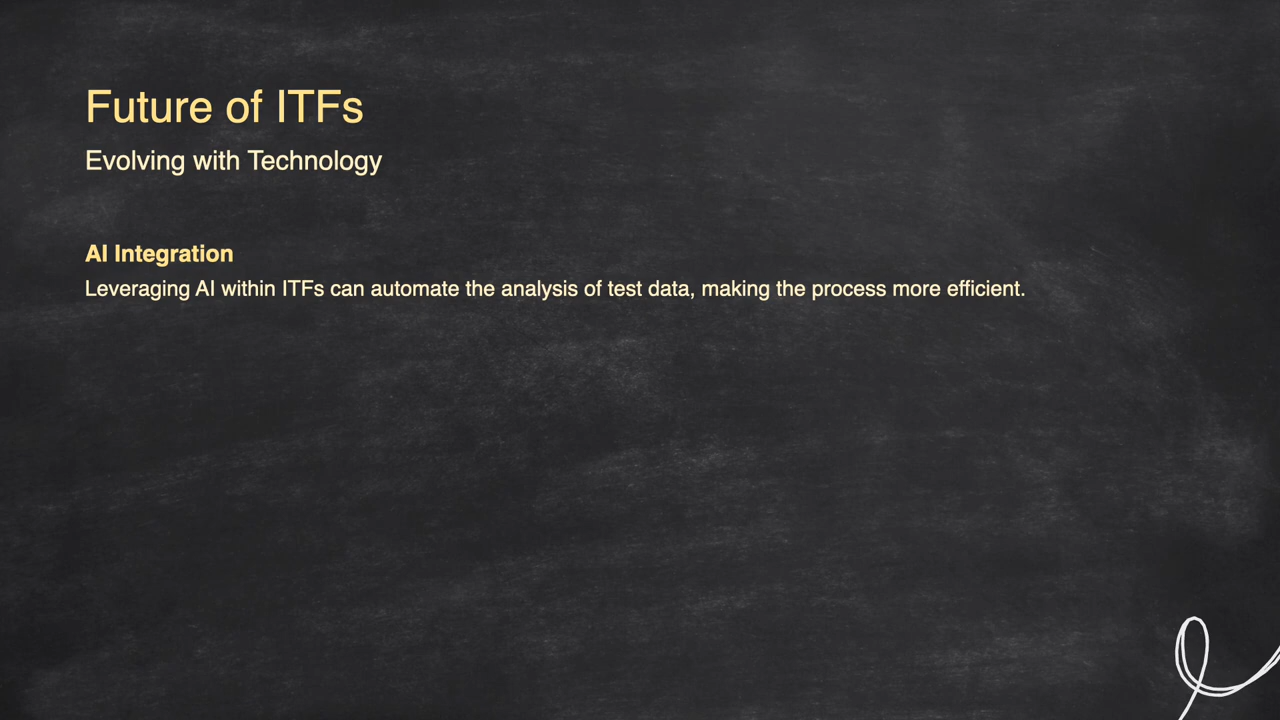 Future of ITFs
Evolving with Technology
AI Integration
Leveraging AI within ITFs can automate the analysis of test data, making the process more efficient.